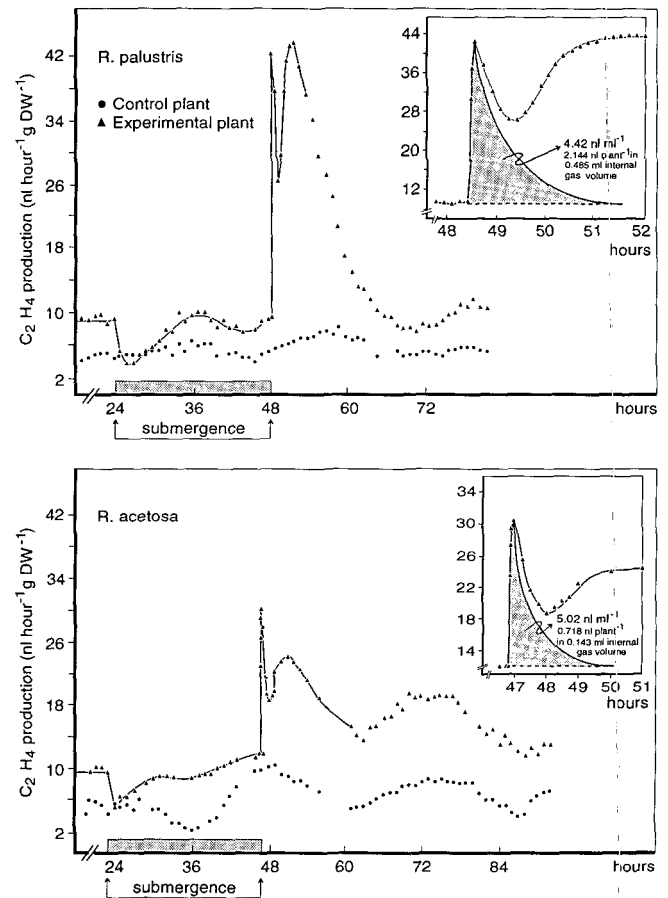 R. palustris
● Control plant
▲ Experimental plant
C2 H4 production (nl hour-1 g DW-1)
42
34
26
18
10
2
24
36
48
60
72
hours
submergence
44
36
28
20
12
48
49
50
51
52
hours
4.42 nl ml-1
2.144 nl plant-1 in
0.485 ml internal
gas volume
R. acetosa
C2 H4 production (nl hour-1 g DW-1)
42
34
26
18
10
2
24
36
48
60
72
84
hours
submergence
36
30
24
18
12
47
48
49
50
51
hours
5.02 nl ml-1
0.718 nl plant-1
in 0.143 ml internal
gas volume